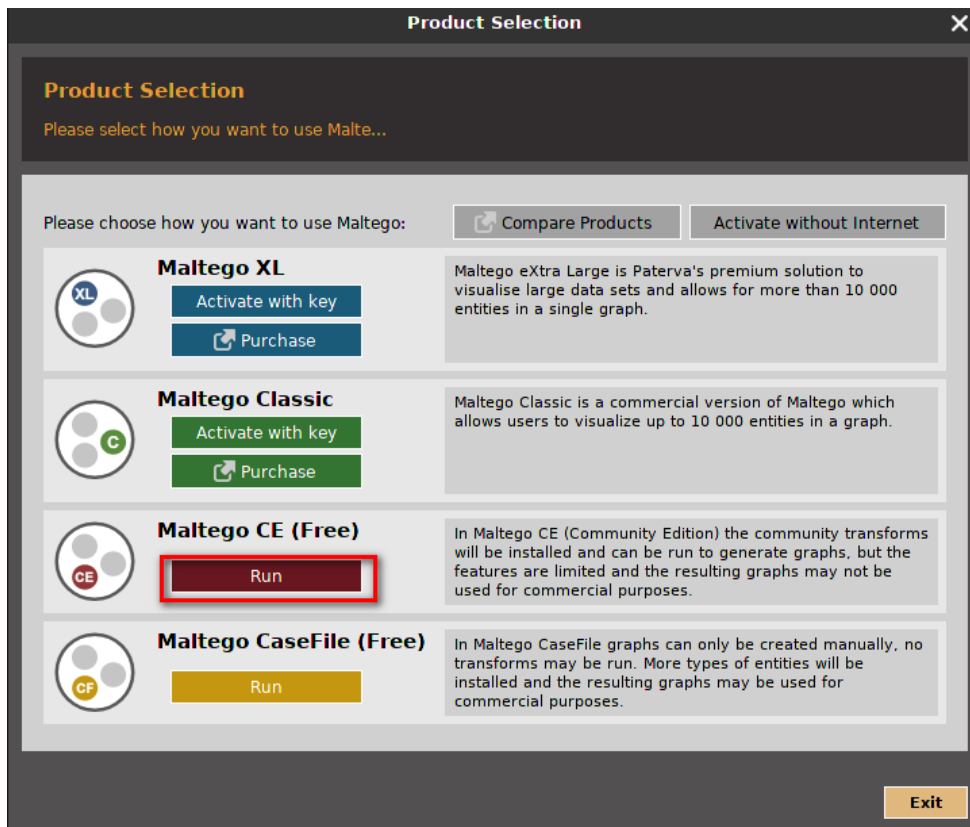 Product Selection
Product Selection
Please select how you want to use Malte...
Please choose how you want to use Maltego:
Compare Products
Activate without Internet
XL
Maltego XL
Activate with key
Purchase
Maltego eXtra Large is Paterva's premium solution to
visualise large data sets and allows for more than 10 000
entities in a single graph.
C
Maltego Classic
Activate with key
Purchase
Maltego Classic is a commercial version of Maltego which
allows users to visualize up to 10 000 entities in a graph.
CE
Maltego CE (Free)
Run
In Maltego CE (Community Edition) the community transforms
will be installed and can be run to generate graphs, but the
features are limited and the resulting graphs may not be
used for commercial purposes.
CF
Maltego CaseFile (Free)
Run
In Maltego CaseFile graphs can only be created manually, no
transforms may be run. More types of entities will be
installed and the resulting graphs may be used for
commercial purposes.
Exit